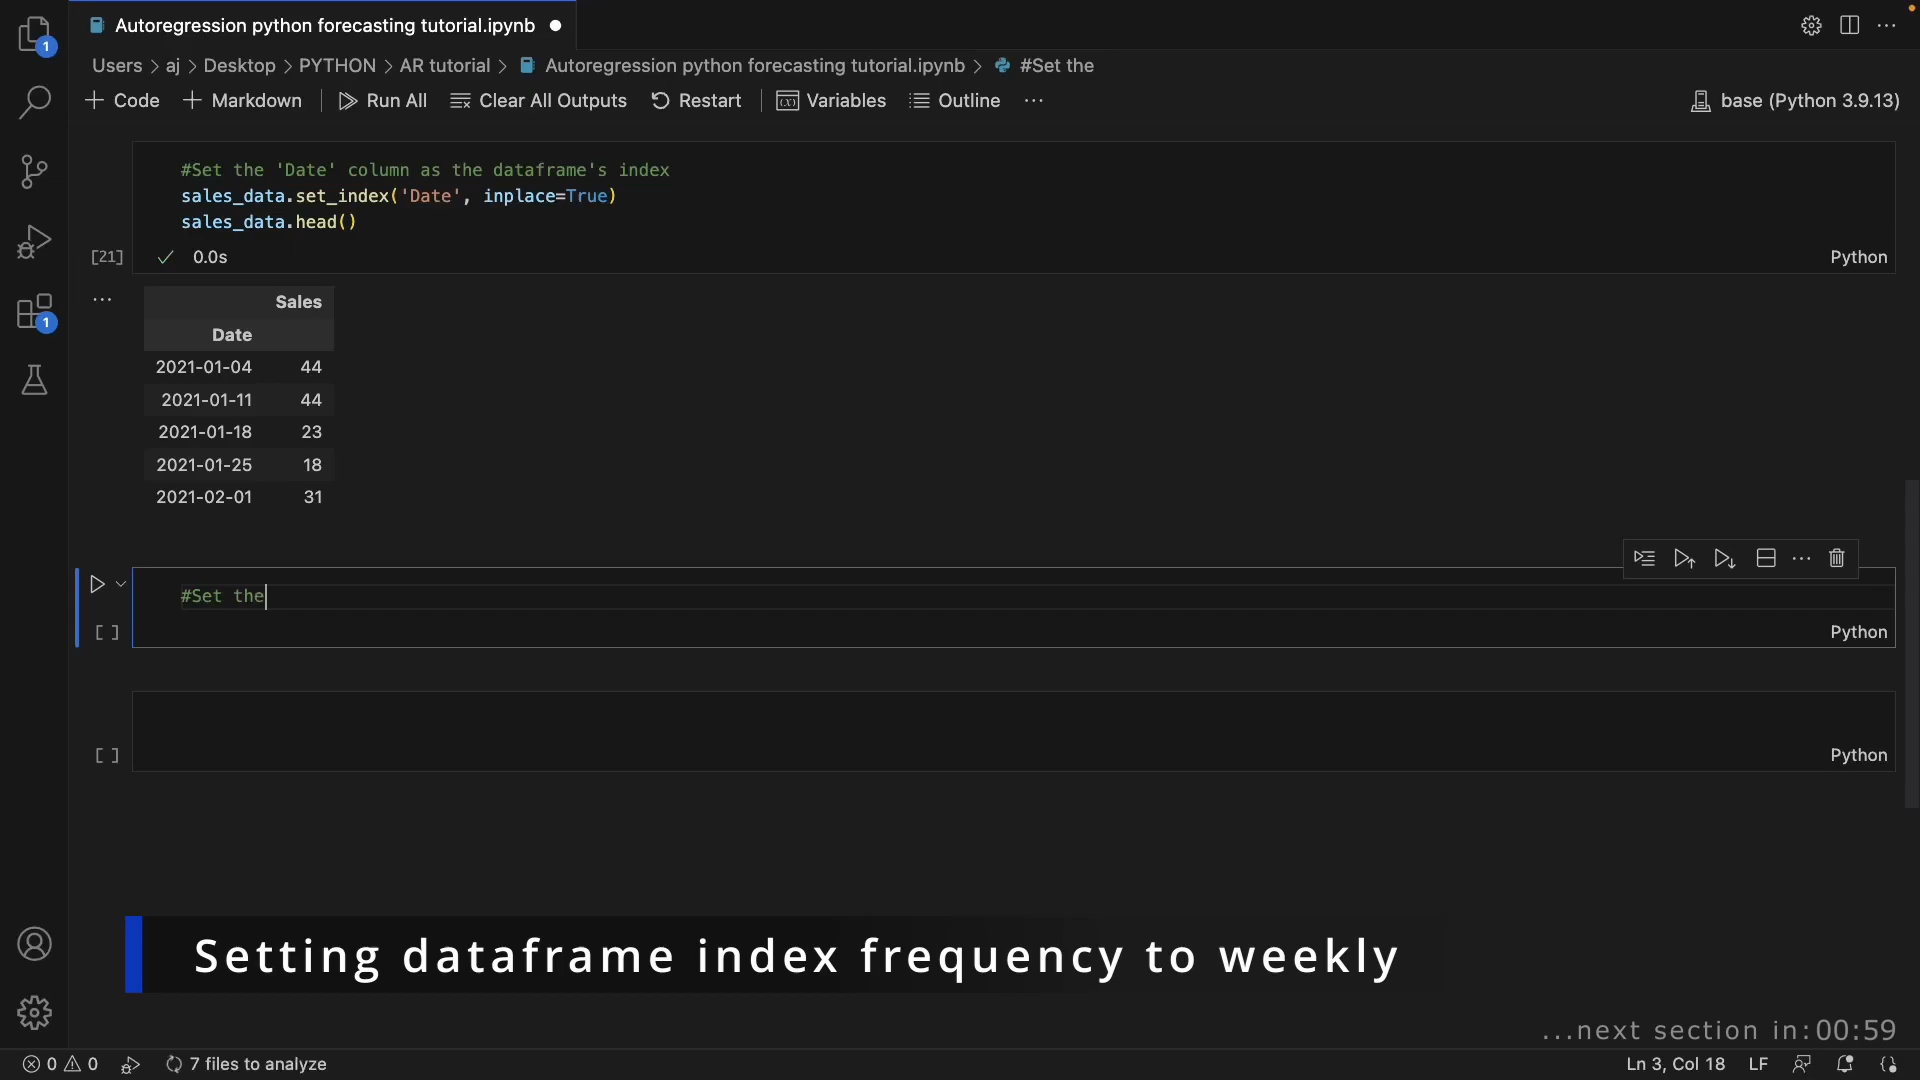 Autoregression python forecasting tutorial.ipynb
Users > aj > Desktop > PYTHON > AR tutorial > Autoregression python forecasting tutorial.ipynb > #Set the
+ Code + Markdown Run All Clear All Outputs Restart Variables Outline ...
base (Python 3.9.13)
1
#Set the 'Date' column as the dataframe's index
sales_data.set_index('Date', inplace=True)
sales_data.head()
[21] ✓ 0.0s Python
...
Sales
Date
2021-01-04 44
2021-01-11 44
2021-01-18 23
2021-01-25 18
2021-02-01 31
1
#Set the
[ ] Python
[ ] Python
Setting dataframe index frequency to weekly
...next section in:00:59
0 0 7 files to analyze Ln 3, Col 18 LF